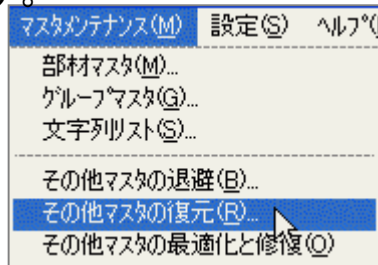 マスタメンテナンス(M) 設定(S) ヘルプ(
部材マスタ(M)...
グループマスタ(G)...
文字列リスト(S)...
その他マスタの退避(B)...
その他マスタの復元(R)...
その他マスタの最適化と修復(O)